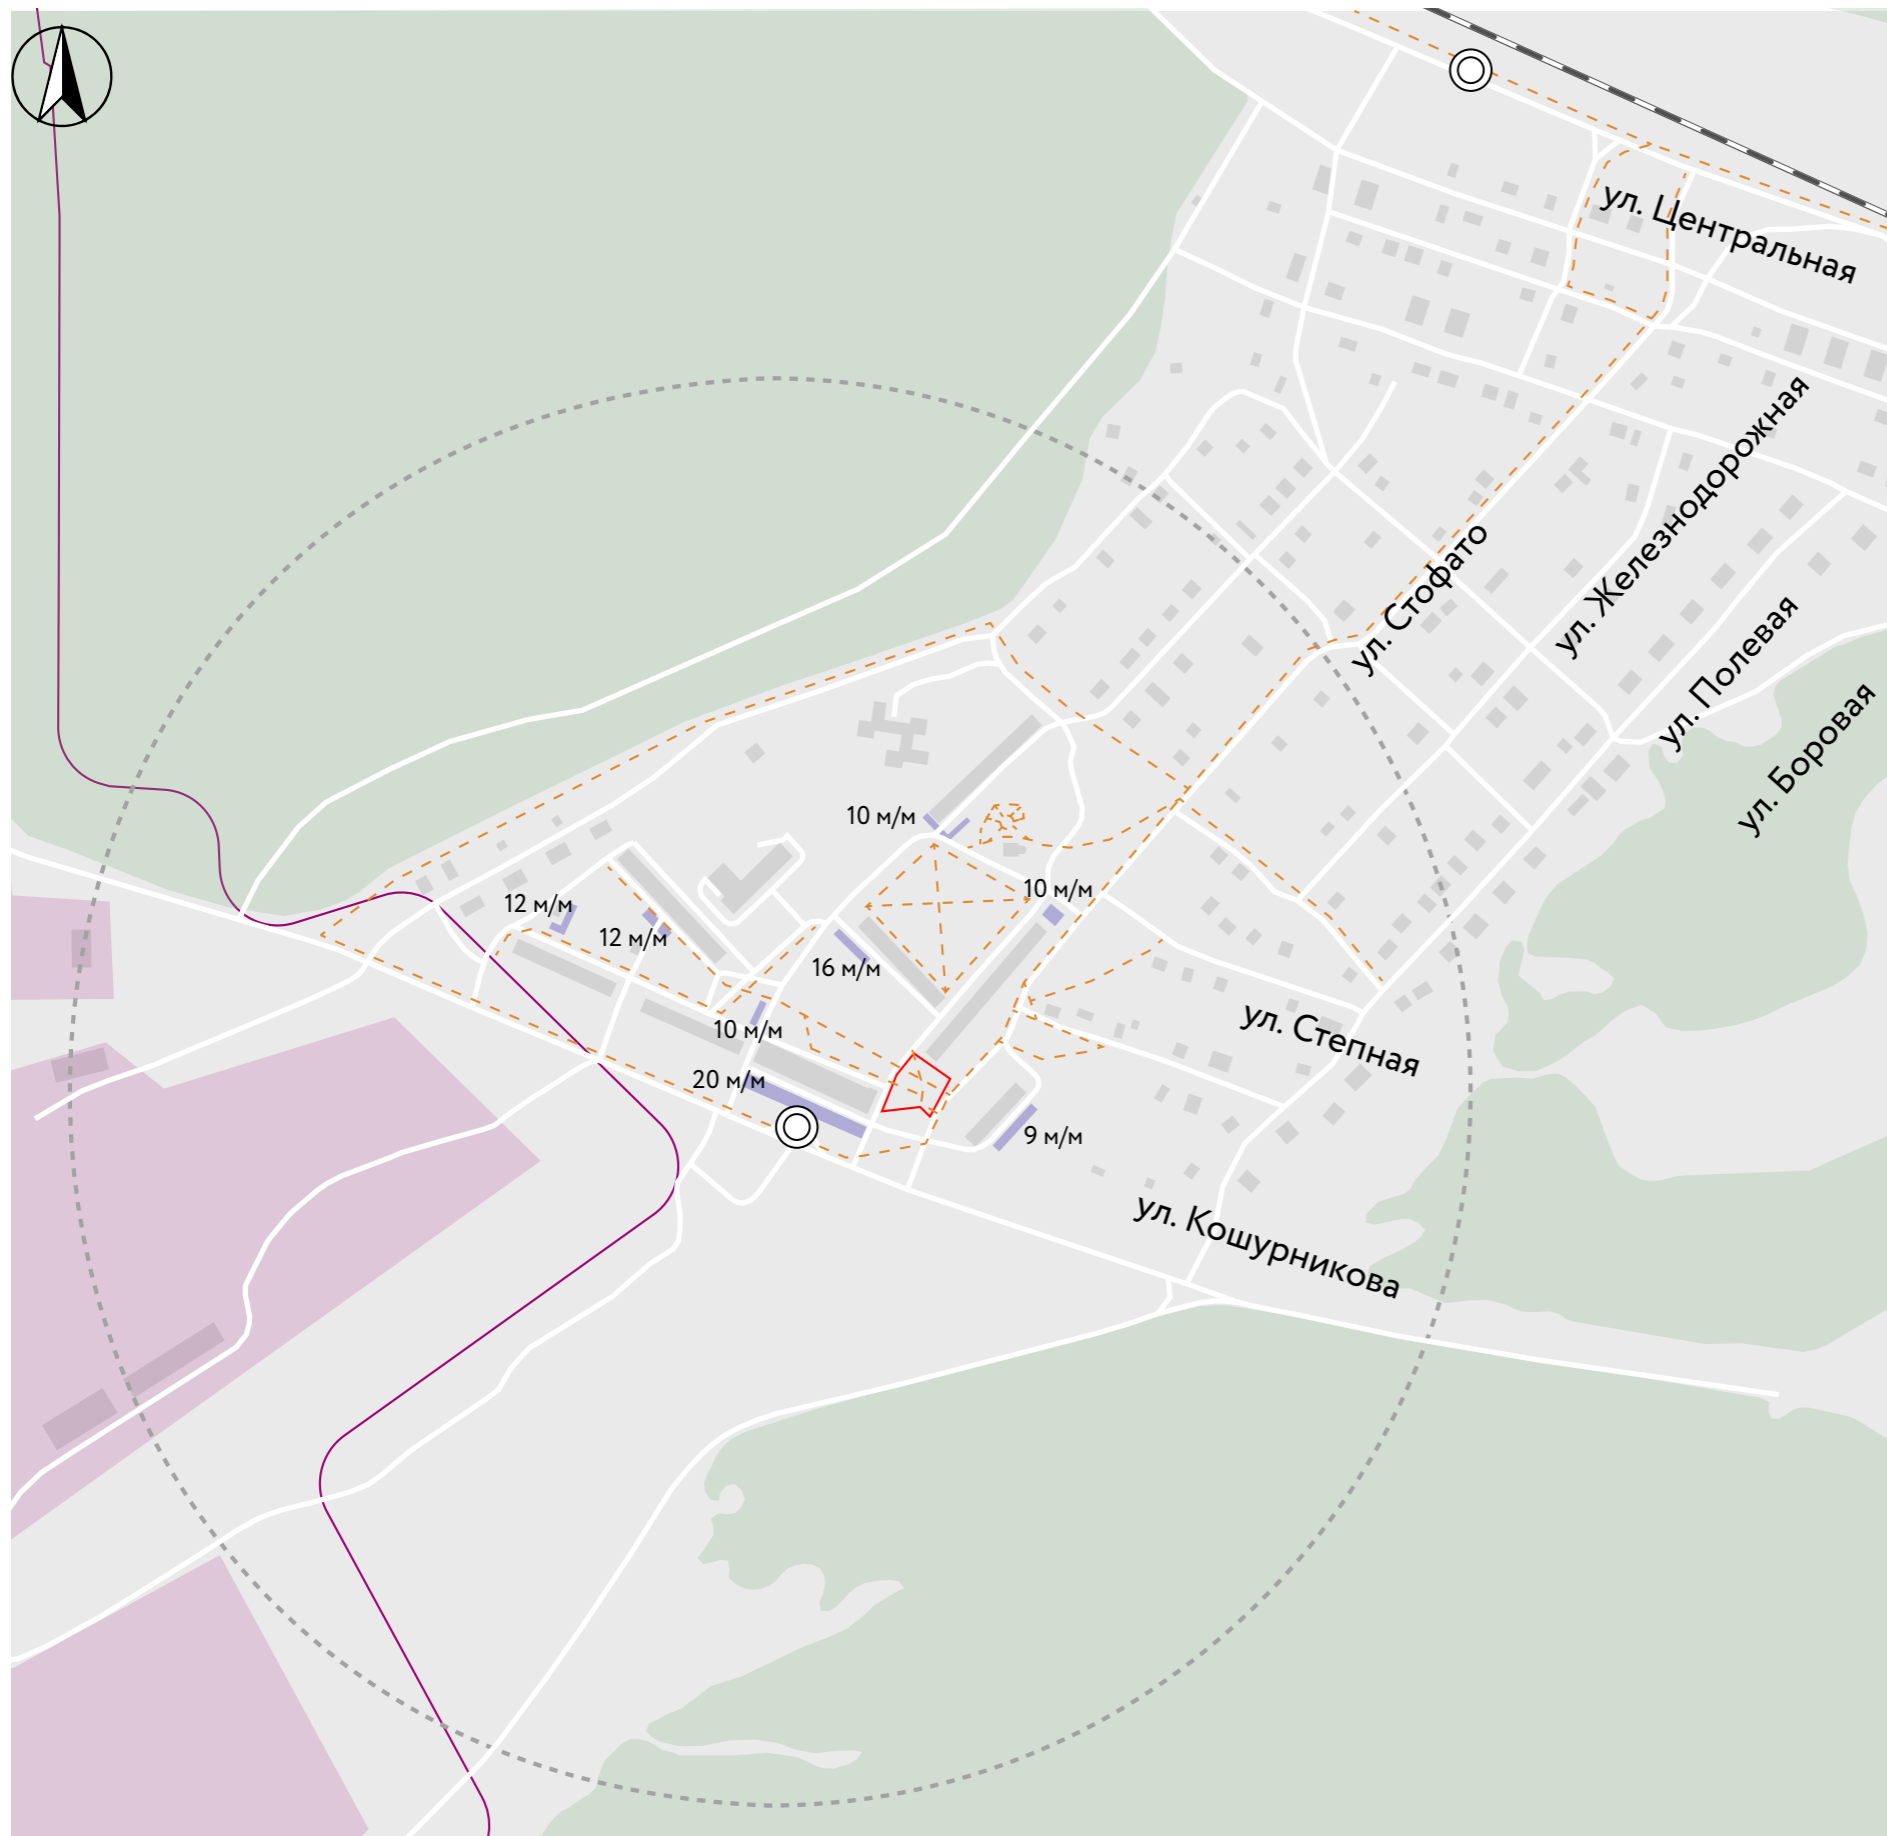 ул. Центральная
ул. Железнодорожная
ул. Стофато
ул. Полевая
ул. Боровая
10 м/м
10 м/м
12 м/м
12 м/м
16 м/м
ул. Степная
10 м/м
20 м/м
9 м/м
ул. Кошурникова